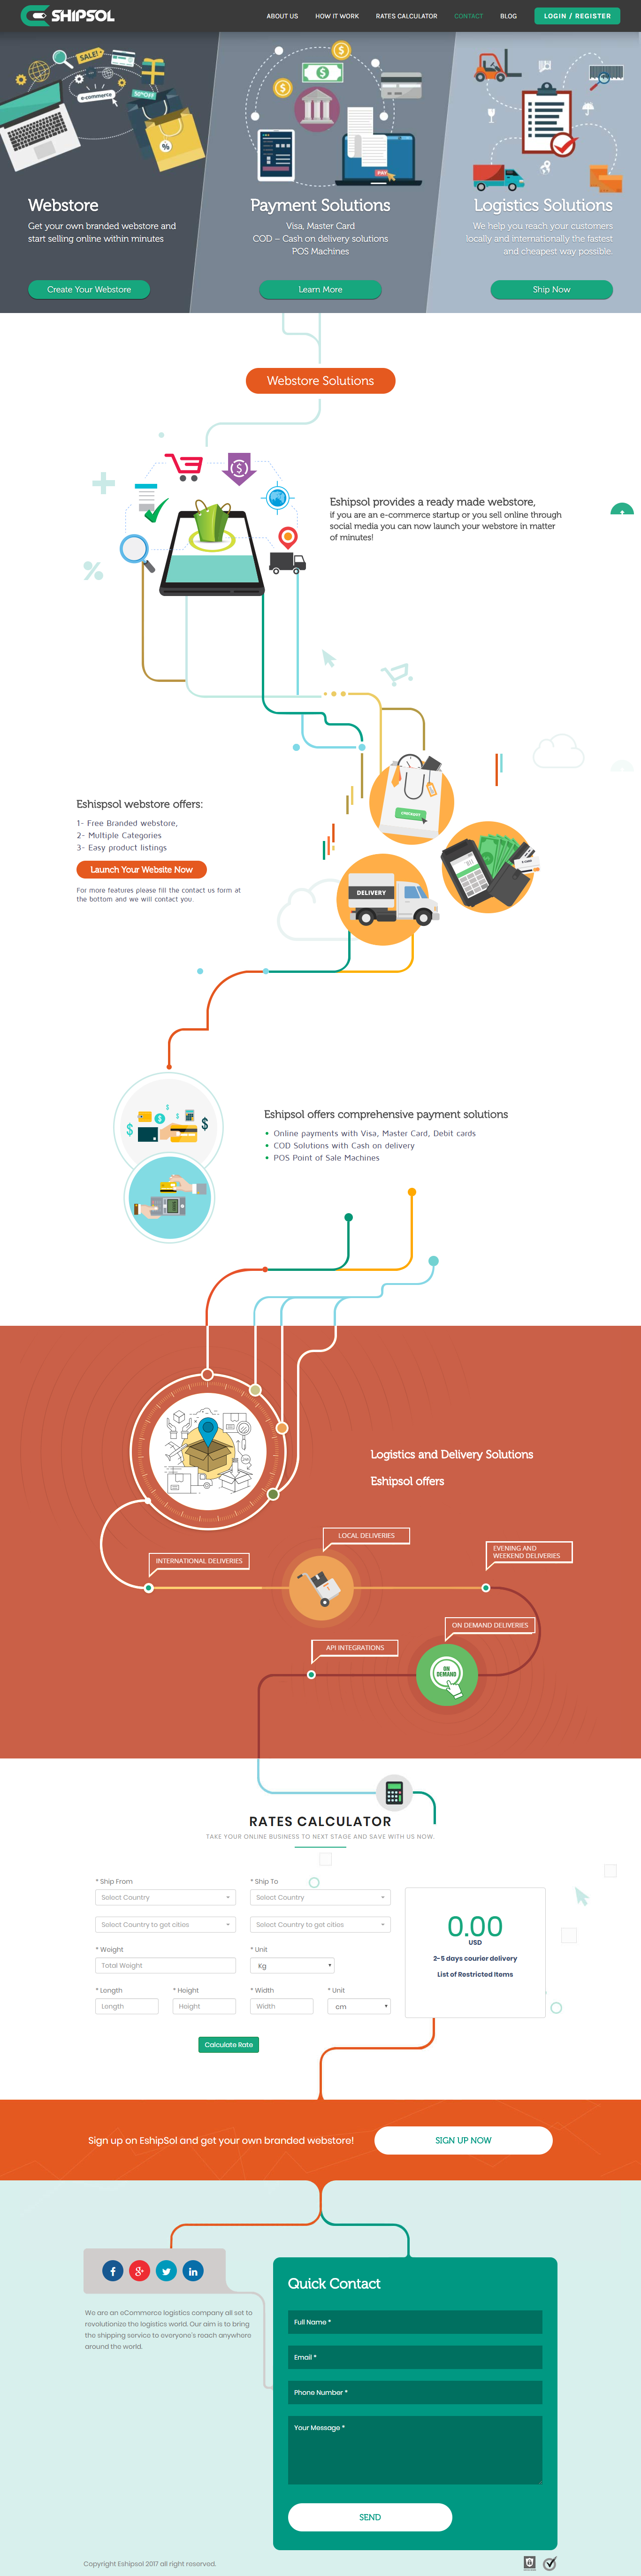 SHIPSOL
ABOUT US
HOW IT WORK
RATES CALCULATOR
CONTACT
BLOG
LOGIN / REGISTER
SALE!
e-commerce
50%OFF
%
PAY
Webstore
Get your own branded webstore and
start selling online within minutes
Create Your Webstore
Payment Solutions
Visa, Master Card
COD – Cash on delivery solutions
POS Machines
Learn More
Logistics Solutions
We help you reach your customers
locally and internationally the fastest
and cheapest way possible.
Ship Now
Webstore Solutions
Eshipsol provides a ready made webstore,
if you are an e-commerce startup or you sell online through
social media you can now launch your webstore in matter
of minutes!
Eshispsol webstore offers:
1- Free Branded webstore,
2- Multiple Categories
3- Easy product listings
Launch Your Website Now
For more features please fill the contact us form at
the bottom and we will contact you.
discount
DELIVERY
Eshipsol offers comprehensive payment solutions
• Online payments with Visa, Master Card, Debit cards
• COD Solutions with Cash on delivery
• POS Point of Sale Machines
Logistics and Delivery Solutions
Eshipsol offers
LOCAL DELIVERIES
INTERNATIONAL DELIVERIES
EVENING AND
WEEKEND DELIVERIES
ON DEMAND DELIVERIES
API INTEGRATIONS
ON
DEMAND
RATES CALCULATOR
TAKE YOUR ONLINE BUSINESS TO NEXT STAGE AND SAVE WITH US NOW.
* Ship From
* Ship To
Select Country
Select Country
Select Country to get cities
Select Country to get cities
* Weight
* Unit
Total Weight
Kg
* Length
* Height
* Width
* Unit
Length
Height
Width
cm
0.00
USD
2-5 days courier delivery
List of Restricted Items
Calculate Rate
Sign up on EshipSol and get your own branded webstore!
SIGN UP NOW
We are an eCommerce logistics company all set to
revolutionize the logistics world. Our aim is to bring
the shipping service to everyone's reach anywhere
around the world.
Quick Contact
Full Name *
Email *
Phone Number *
Your Message *
SEND
Copyright Eshipsol 2017 all right reserved.